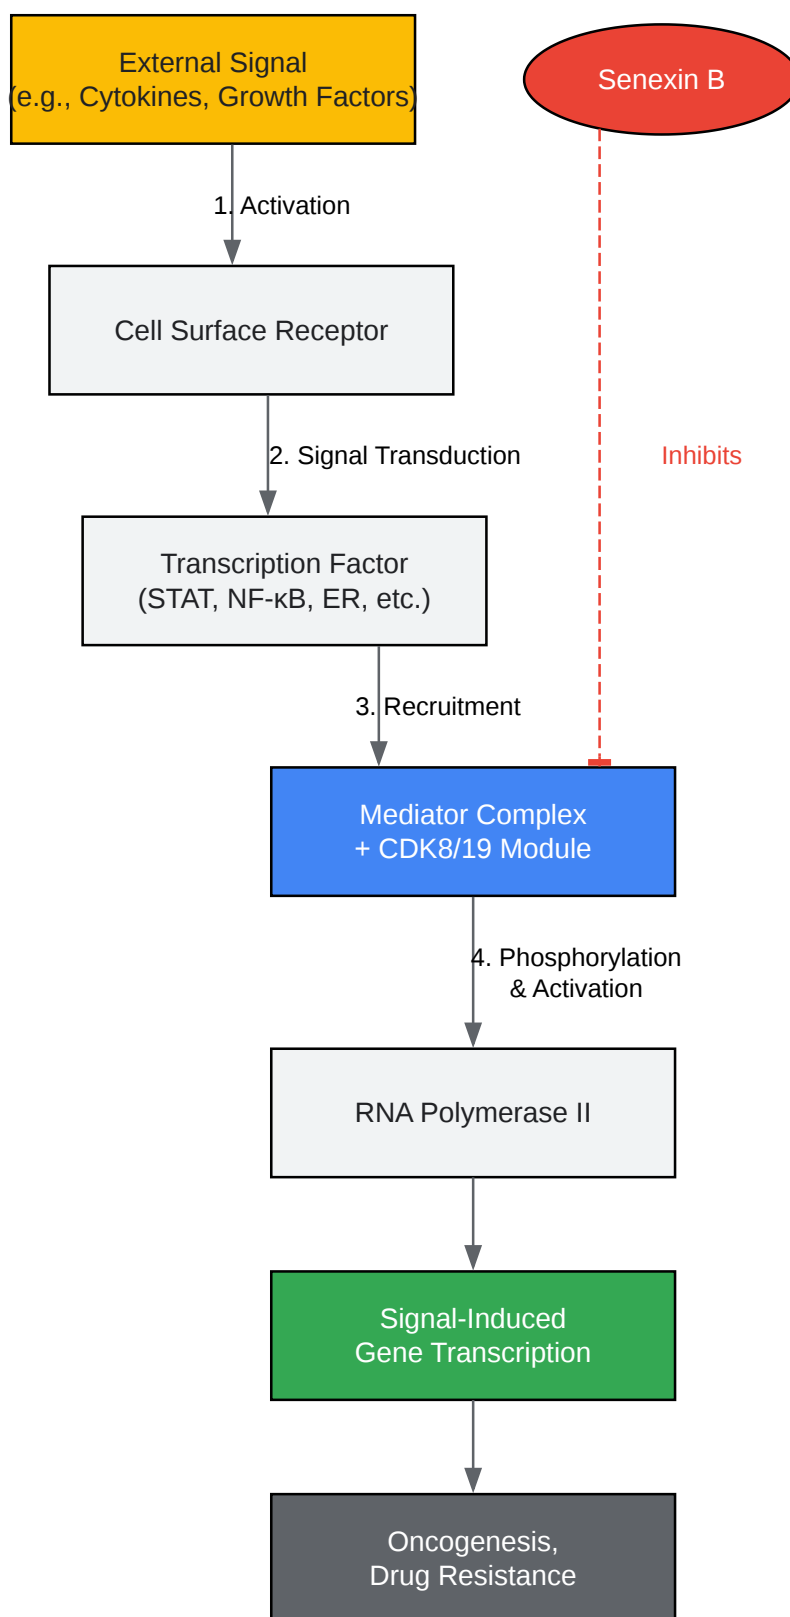 External Signal
(e.g., Cytokines, Growth Factors)
Senexin B
1. Activation
Cell Surface Receptor
2. Signal Transduction
Inhibits
Transcription Factor
(STAT, NF-κB, ER, etc.)
3. Recruitment
Mediator Complex
+ CDK8/19 Module
4. Phosphorylation
& Activation
RNA Polymerase II
Signal-Induced
Gene Transcription
Oncogenesis,
Drug Resistance